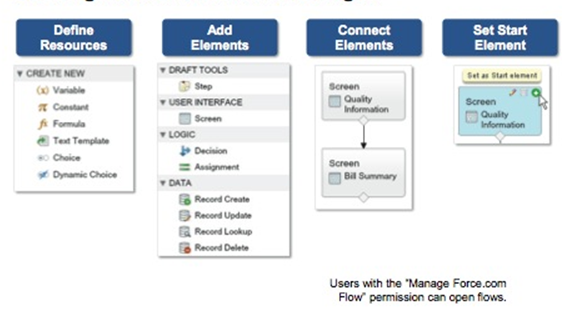 Define
Resources
CREATE NEW
(x) Variable
π Constant
fx Formula
Text Template
Choice
Dynamic Choice
Add
Elements
DRAFT TOOLS
Step
USER INTERFACE
Screen
LOGIC
Decision
Assignment
DATA
Record Create
Record Update
Record Lookup
Record Delete
Connect
Elements
Screen
Quality
Information
Screen
Bill Summary
Set Start
Element
Set as Start element
Screen
Quality
Information
Users with the "Manage Force.com
Flow" permission can open flows.